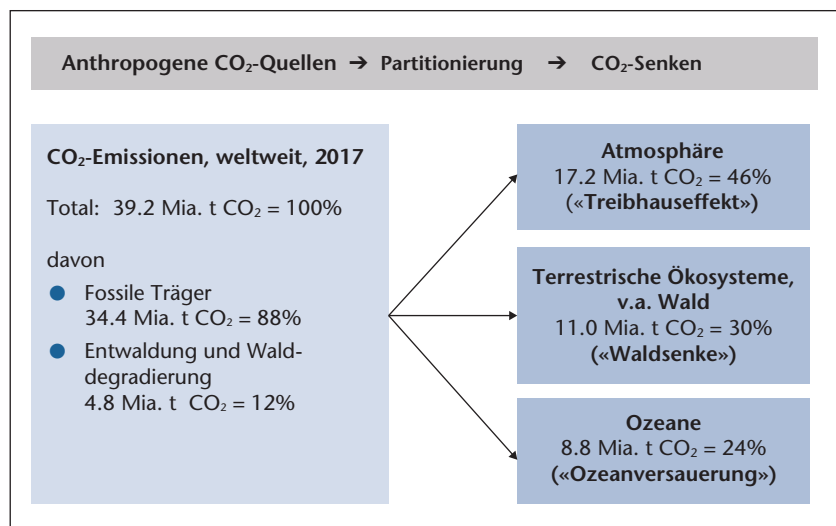 Anthropogene CO₂-Quellen ➔ Partitionierung ➔ CO₂-Senken
CO₂-Emissionen, weltweit, 2017
Total: 39.2 Mia. t CO₂ = 100%
davon
● Fossile Träger
34.4 Mia. t CO₂ = 88%
● Entwaldung und Wald-
degradierung
4.8 Mia. t CO₂ = 12%
Atmosphäre
17.2 Mia. t CO₂ = 46%
(«Treibhauseffekt»)
Terrestrische Ökosysteme,
v.a. Wald
11.0 Mia. t CO₂ = 30%
(«Waldsenke»)
Ozeane
8.8 Mia. t CO₂ = 24%
(«Ozeanversauerung»)